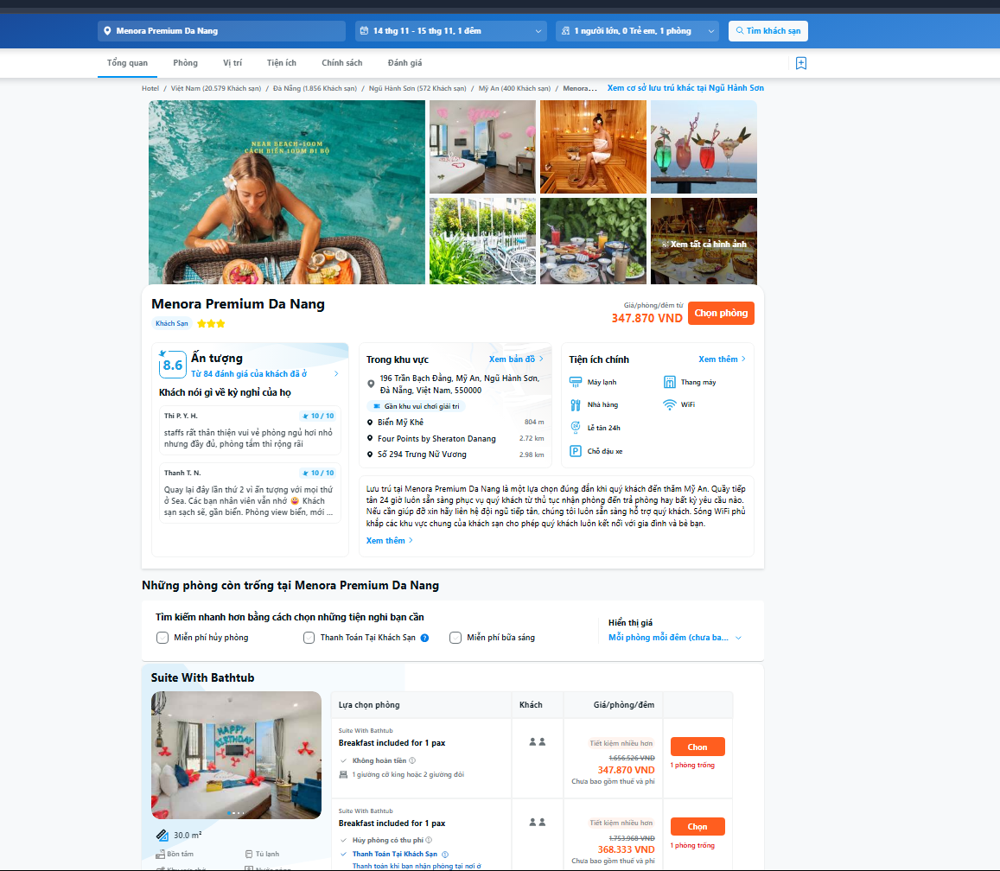 Menora Premium Da Nang
14 thg 11 - 15 thg 11, 1 đêm
1 người lớn, 0 Trẻ em, 1 phòng
Tìm khách sạn
Tổng quan
Phòng
Vị trí
Tiện ích
Chính sách
Đánh giá
Hotel / Việt Nam (20.579 Khách sạn) / Đà Nẵng (1.856 Khách sạn) / Ngũ Hành Sơn (572 Khách sạn) / Mỹ An (400 Khách sạn) / Menora...
Xem cơ sở lưu trú khác tại Ngũ Hành Sơn
NEAR BEACH-100M
CÁCH BIỂN 100M ĐI BỘ
Xem tất cả hình ảnh
Menora Premium Da Nang
Khách Sạn
Giá/phòng/đêm từ
347.870 VND
Chọn phòng
8.6
Ấn tượng
Từ 84 đánh giá của khách đã ở
Khách nói gì về kỳ nghỉ của họ
Thi P. Y. H.
10 / 10
staffs rất thân thiện vui vẻ phòng ngủ hơi nhỏ
nhưng đầy đủ, phòng tắm thì rộng rãi
Thanh T. N.
10 / 10
Quay lại đây lần thứ 2 vì ấn tượng với mọi thứ
ở Sea. Các bạn nhân viên vẫn nhớ 😜 Khách
sạn sạch sẽ, gần biển. Phòng view biển, mới ...
Trong khu vực
Xem bản đồ
196 Trần Bạch Đằng, Mỹ An, Ngũ Hành Sơn,
Đà Nẵng, Việt Nam, 550000
Gần khu vui chơi giải trí
Biển Mỹ Khê
804 m
Four Points by Sheraton Danang
2.72 km
Số 294 Trưng Nữ Vương
2.98 km
Tiện ích chính
Xem thêm
Máy lạnh
Thang máy
Nhà hàng
WiFi
Lễ tân 24h
Chỗ đậu xe
Lưu trú tại Menora Premium Da Nang là một lựa chọn đúng đắn khi quý khách đến thăm Mỹ An. Quầy tiếp
tân 24 giờ luôn sẵn sàng phục vụ quý khách từ thủ tục nhận phòng đến trả phòng hay bất kỳ yêu cầu nào.
Nếu cần giúp đỡ xin hãy liên hệ đội ngũ tiếp tân, chúng tôi luôn sẵn sàng hỗ trợ quý khách. Sóng WiFi phủ
khắp các khu vực chung của khách sạn cho phép quý khách luôn kết nối với gia đình và bè bạn.
Xem thêm
Những phòng còn trống tại Menora Premium Da Nang
Tìm kiếm nhanh hơn bằng cách chọn những tiện nghi bạn cần
Miễn phí hủy phòng
Thanh Toán Tại Khách Sạn
Miễn phí bữa sáng
Hiển thị giá
Mỗi phòng mỗi đêm (chưa ba...
Suite With Bathtub
HAPPY
BIRTHDAY
30.0 m²
Bồn tắm
Tủ lạnh
Khu vực chờ
Nước nóng
Lựa chọn phòng
Khách
Giá/phòng/đêm
Suite With Bathtub
Breakfast included for 1 pax
Không hoàn tiền
1 giường cỡ king hoặc 2 giường đôi
Tiết kiệm nhiều hơn
1.656.526 VND
347.870 VND
Chưa bao gồm thuế và phí
Chọn
1 phòng trống
Suite With Bathtub
Breakfast included for 1 pax
Hủy phòng có thu phí
Thanh Toán Tại Khách Sạn
Thanh toán khi bạn nhận phòng tại nơi ở
Tiết kiệm nhiều hơn
1.753.968 VND
368.333 VND
Chưa bao gồm thuế và phí
Chọn
1 phòng trống